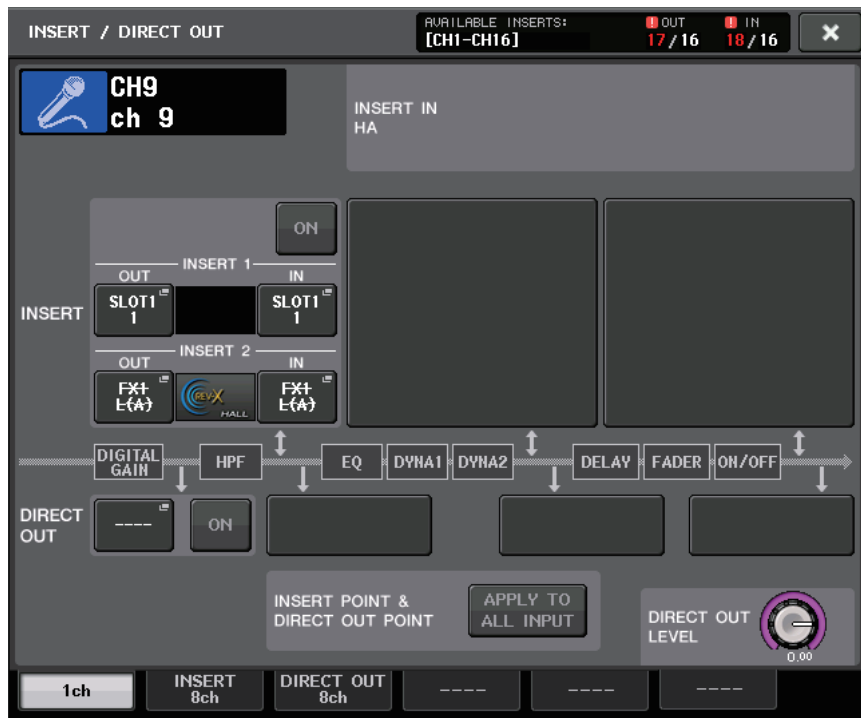 INSERT / DIRECT OUT
AVAILABLE INSERTS:
[CH1-CH16]
! OUT
17/16
! IN
18/16
×
CH9
ch 9
INSERT IN
HA
INSERT
ON
INSERT 1
OUT
IN
SLOT1
1
SLOT1
1
INSERT 2
OUT
IN
FX1
L(A)
REV-X
HALL
FX1
L(A)
DIGITAL
GAIN
HPF
EQ
DYNA1
DYNA2
DELAY
FADER
ON/OFF
DIRECT
OUT
----
ON
INSERT POINT &
DIRECT OUT POINT
APPLY TO
ALL INPUT
DIRECT OUT
LEVEL
0.00
1ch
INSERT
8ch
DIRECT OUT
8ch
----
----
----